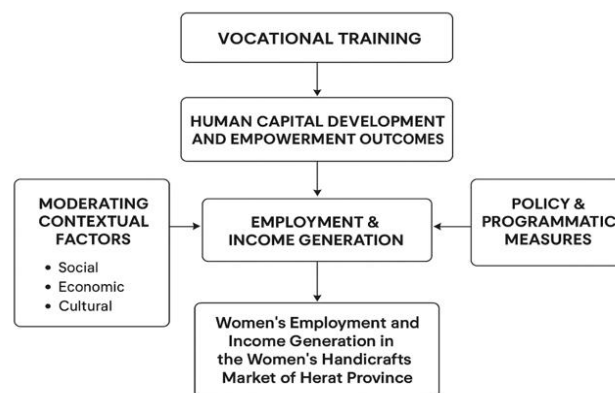 VOCATIONAL TRAINING
HUMAN CAPITAL DEVELOPMENT
AND EMPOWERMENT OUTCOMES
MODERATING
CONTEXTUAL
FACTORS
• Social
• Economic
• Cultural
EMPLOYMENT &
INCOME GENERATION
POLICY &
PROGRAMMATIC
MEASURES
Women's Employment and
Income Generation in
the Women's Handicrafts
Market of Herat Province